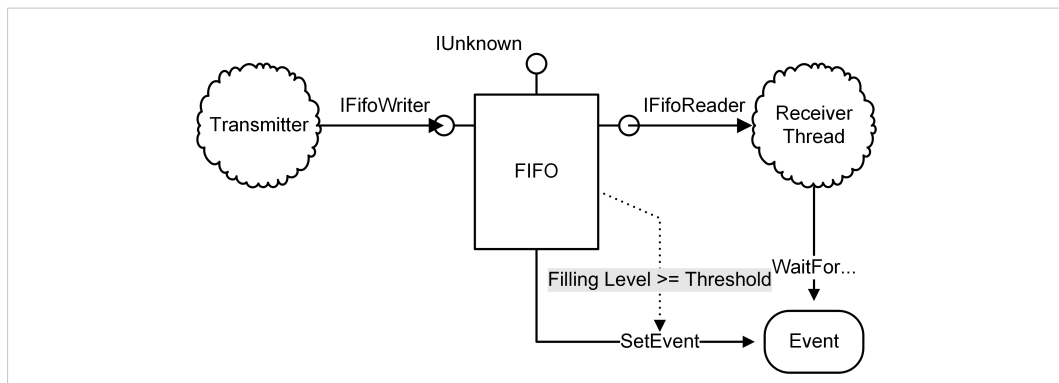 IUnknown
IFifoWriter
IFifoReader
Transmitter
Receiver
Thread
FIFO
WaitFor...
Filling Level >= Threshold
SetEvent
Event